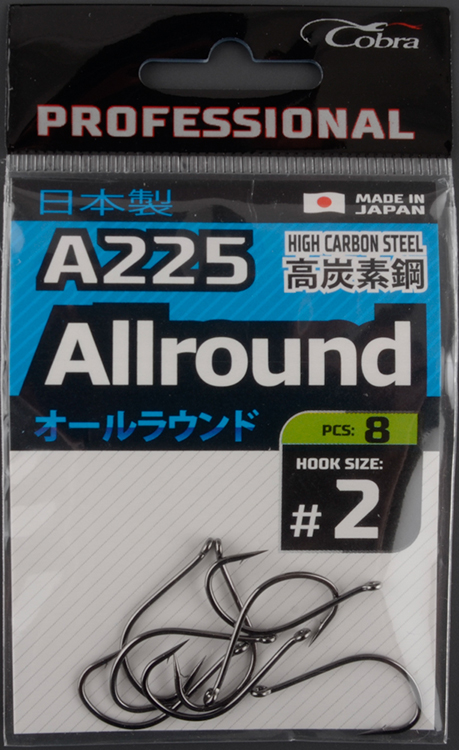 Cobra
PROFESSIONAL
日本製
MADE IN
JAPAN
A225
HIGH CARBON STEEL
高炭素鋼
Allround
オールラウンド
PCS: 8
HOOK SIZE:
#2